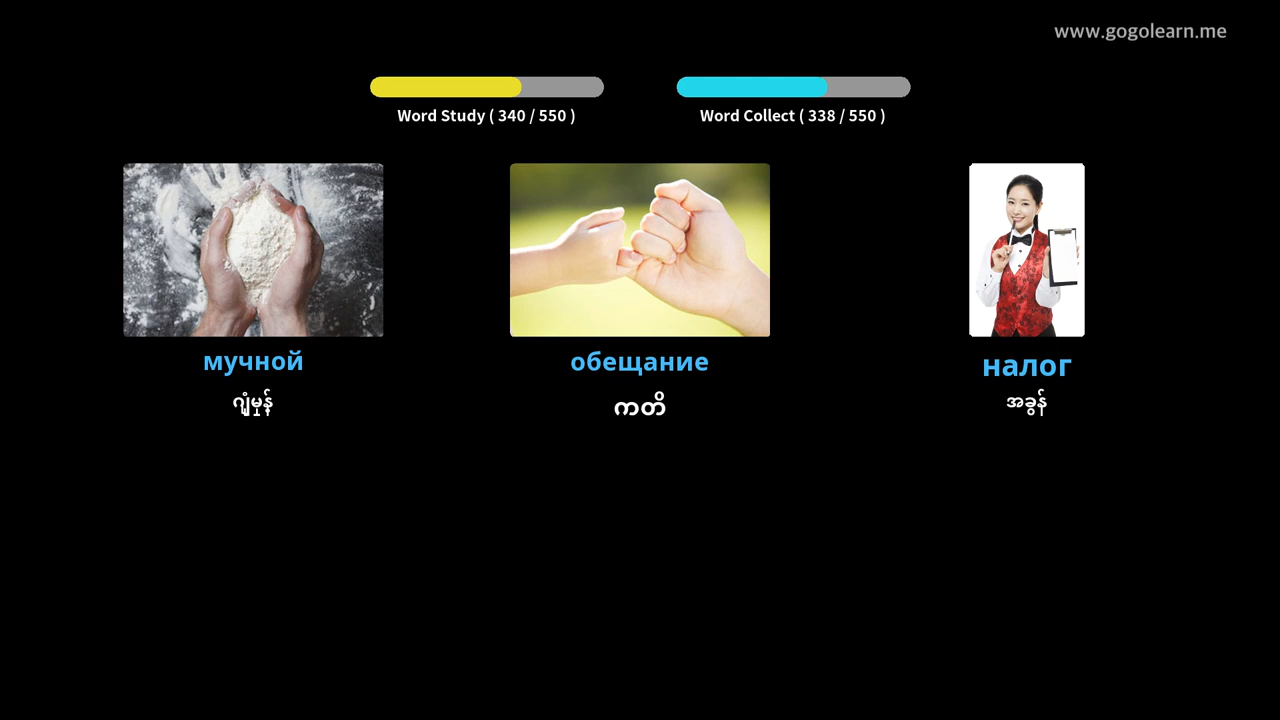 www.gogolearn.me
Word Study ( 340 / 550 )
Word Collect ( 338 / 550 )
мучной
обещание
налог
ဂျုံမှုန့်
ကတိ
အခွန်